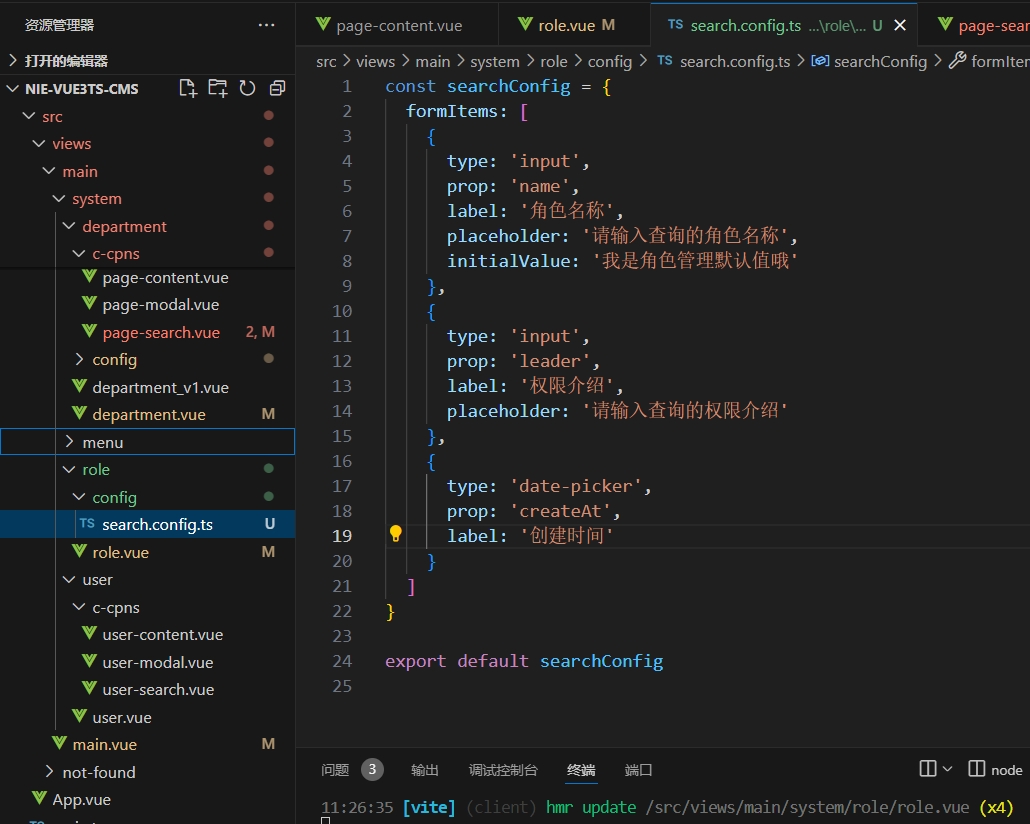 资源管理器 ···
打开的编辑器
NIE-VUE3TS-CMS
src
views
main
system
department
c-cpns
page-content.vue
page-modal.vue
page-search.vue 2, M
config
department_v1.vue
department.vue M
menu
role
config
TS search.config.ts U
role.vue M
user
c-cpns
user-content.vue
user-modal.vue
user-search.vue
user.vue
main.vue M
not-found
App.vue
page-content.vue role.vue M TS search.config.ts ...\role\... U page-sear
src > views > main > system > role > config > TS search.config.ts > searchConfig > formIter
1 const searchConfig = {
2 formItems: [
3 {
4 type: 'input',
5 prop: 'name',
6 label: '角色名称',
7 placeholder: '请输入查询的角色名称',
8 initialValue: '我是角色管理默认值哦'
9 },
10 {
11 type: 'input',
12 prop: 'leader',
13 label: '权限介绍',
14 placeholder: '请输入查询的权限介绍'
15 },
16 {
17 type: 'date-picker',
18 prop: 'createAt',
19 label: '创建时间'
20 }
21 ]
22 }
23
24 export default searchConfig
25
问题 3 输出 调试控制台 终端 端口 node
11:26:35 [vite] (client) hmr update /src/views/main/system/role/role.vue (x4)